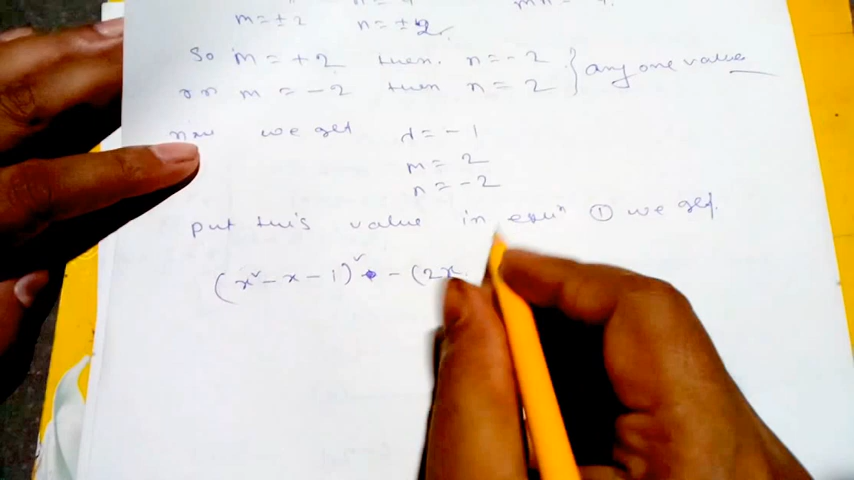 m = ±2 n = ±2
So m = +2 then n = -2 } any one value
or m = -2 then n = 2
now we get λ = -1
m = 2
n = -2
put this value in equn ① we get
(x² - x - 1)² - (2x